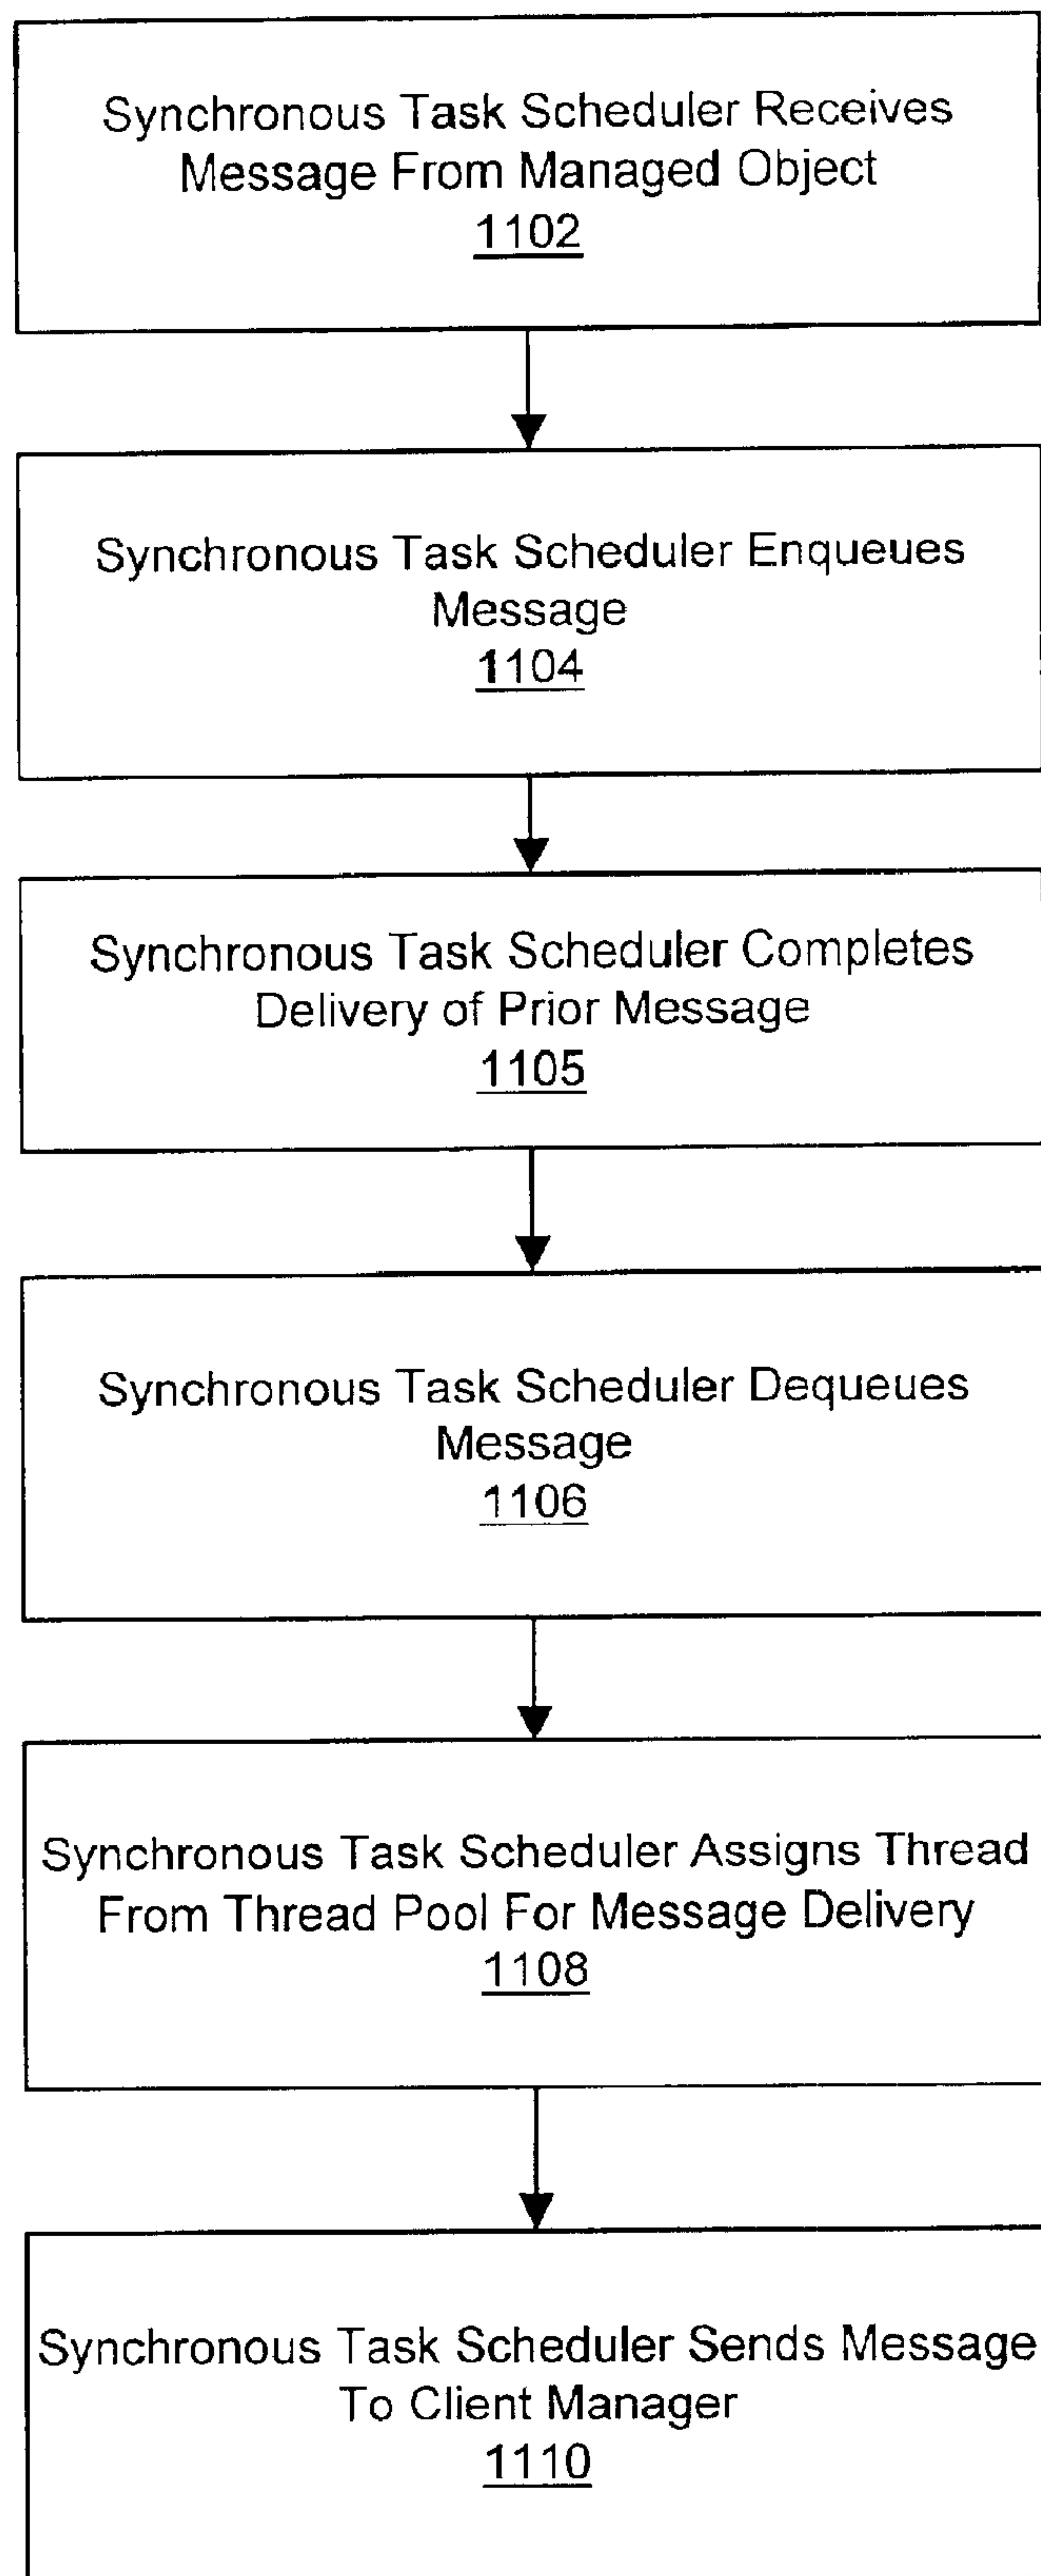 Synchronous Task Scheduler Receives
Message From Managed Object
1102
Synchronous Task Scheduler Enqueues
Message
1104
Synchronous Task Scheduler Completes
Delivery of Prior Message
1105
Synchronous Task Scheduler Dequeues
Message
1106
Synchronous Task Scheduler Assigns Thread
From Thread Pool For Message Delivery
1108
Synchronous Task Scheduler Sends Message
To Client Manager
1110